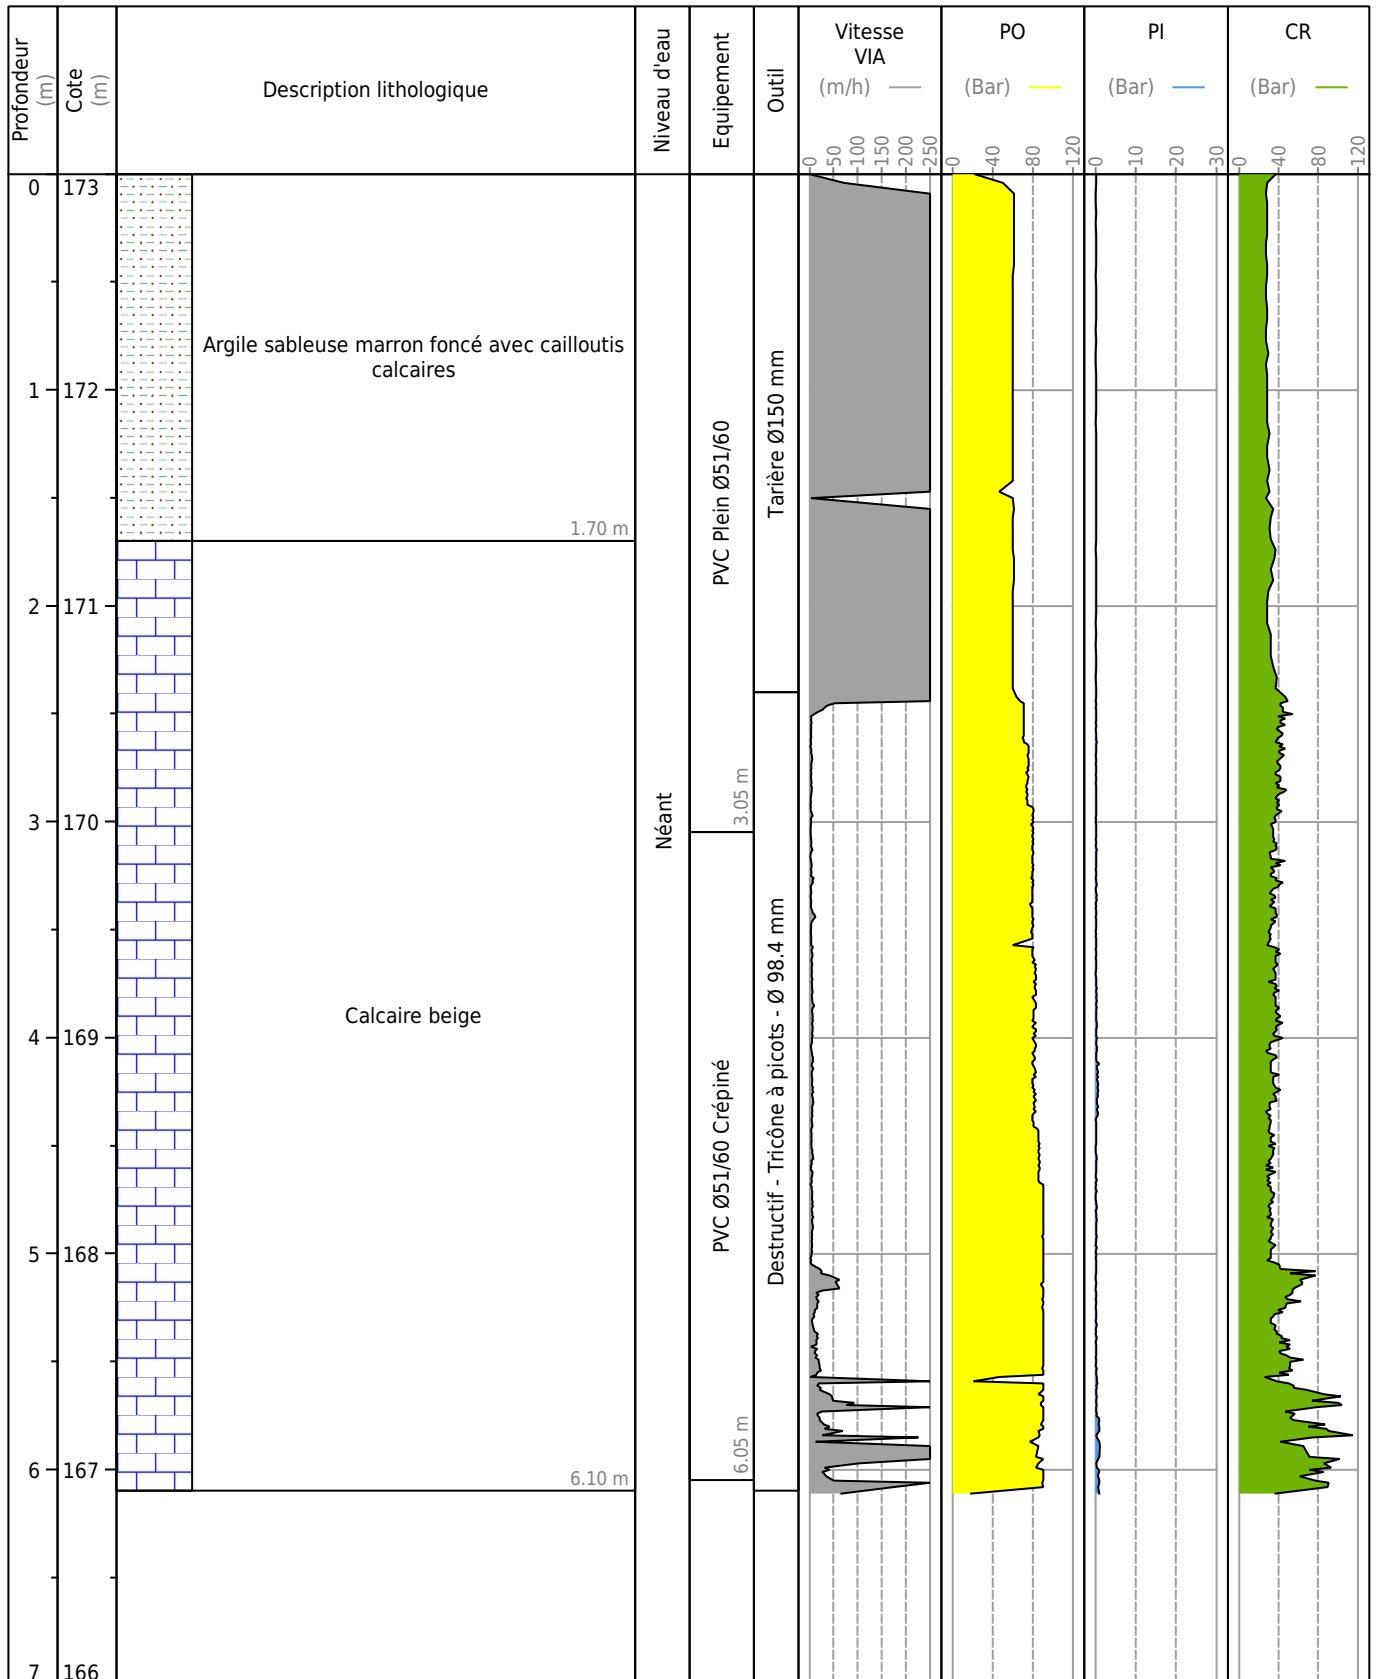 Profondeur
(m)
Cote
(m)
Description lithologique
Niveau d'eau
Equipement
Outil
Vitesse
VIA
(m/h)
0 50 100 150 200 250
PO
(Bar)
0 40 80 120
PI
(Bar)
0 10 20 30
CR
(Bar)
0 40 80 120
0 173
1 172
2 171
3 170
4 169
5 168
6 167
7 166
Argile sableuse marron foncé avec cailloutis
calcaires
1.70 m
Calcaire beige
6.10 m
Néant
PVC Plein Ø51/60
3.05 m
PVC Ø51/60 Crépiné
6.05 m
Tarière Ø150 mm
Destructif - Tricône à picots - Ø 98.4 mm